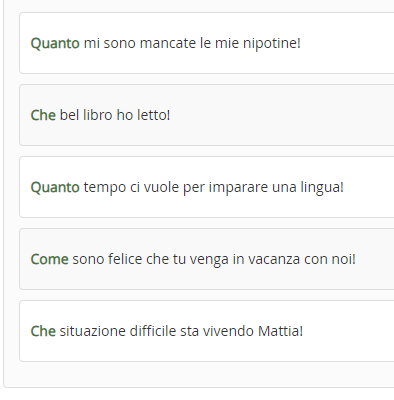 Quanto mi sono mancate le mie nipotine!
Che bel libro ho letto!
Quanto tempo ci vuole per imparare una lingua!
Come sono felice che tu venga in vacanza con noi!
Che situazione difficile sta vivendo Mattia!